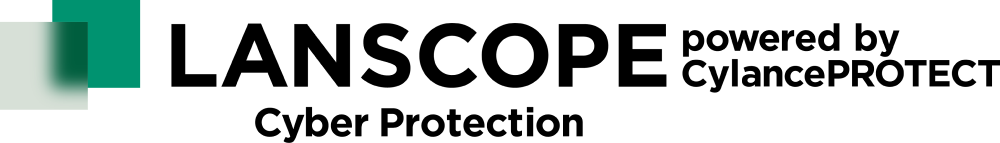 LANSCOPE
powered by
CylancePROTECT
Cyber Protection